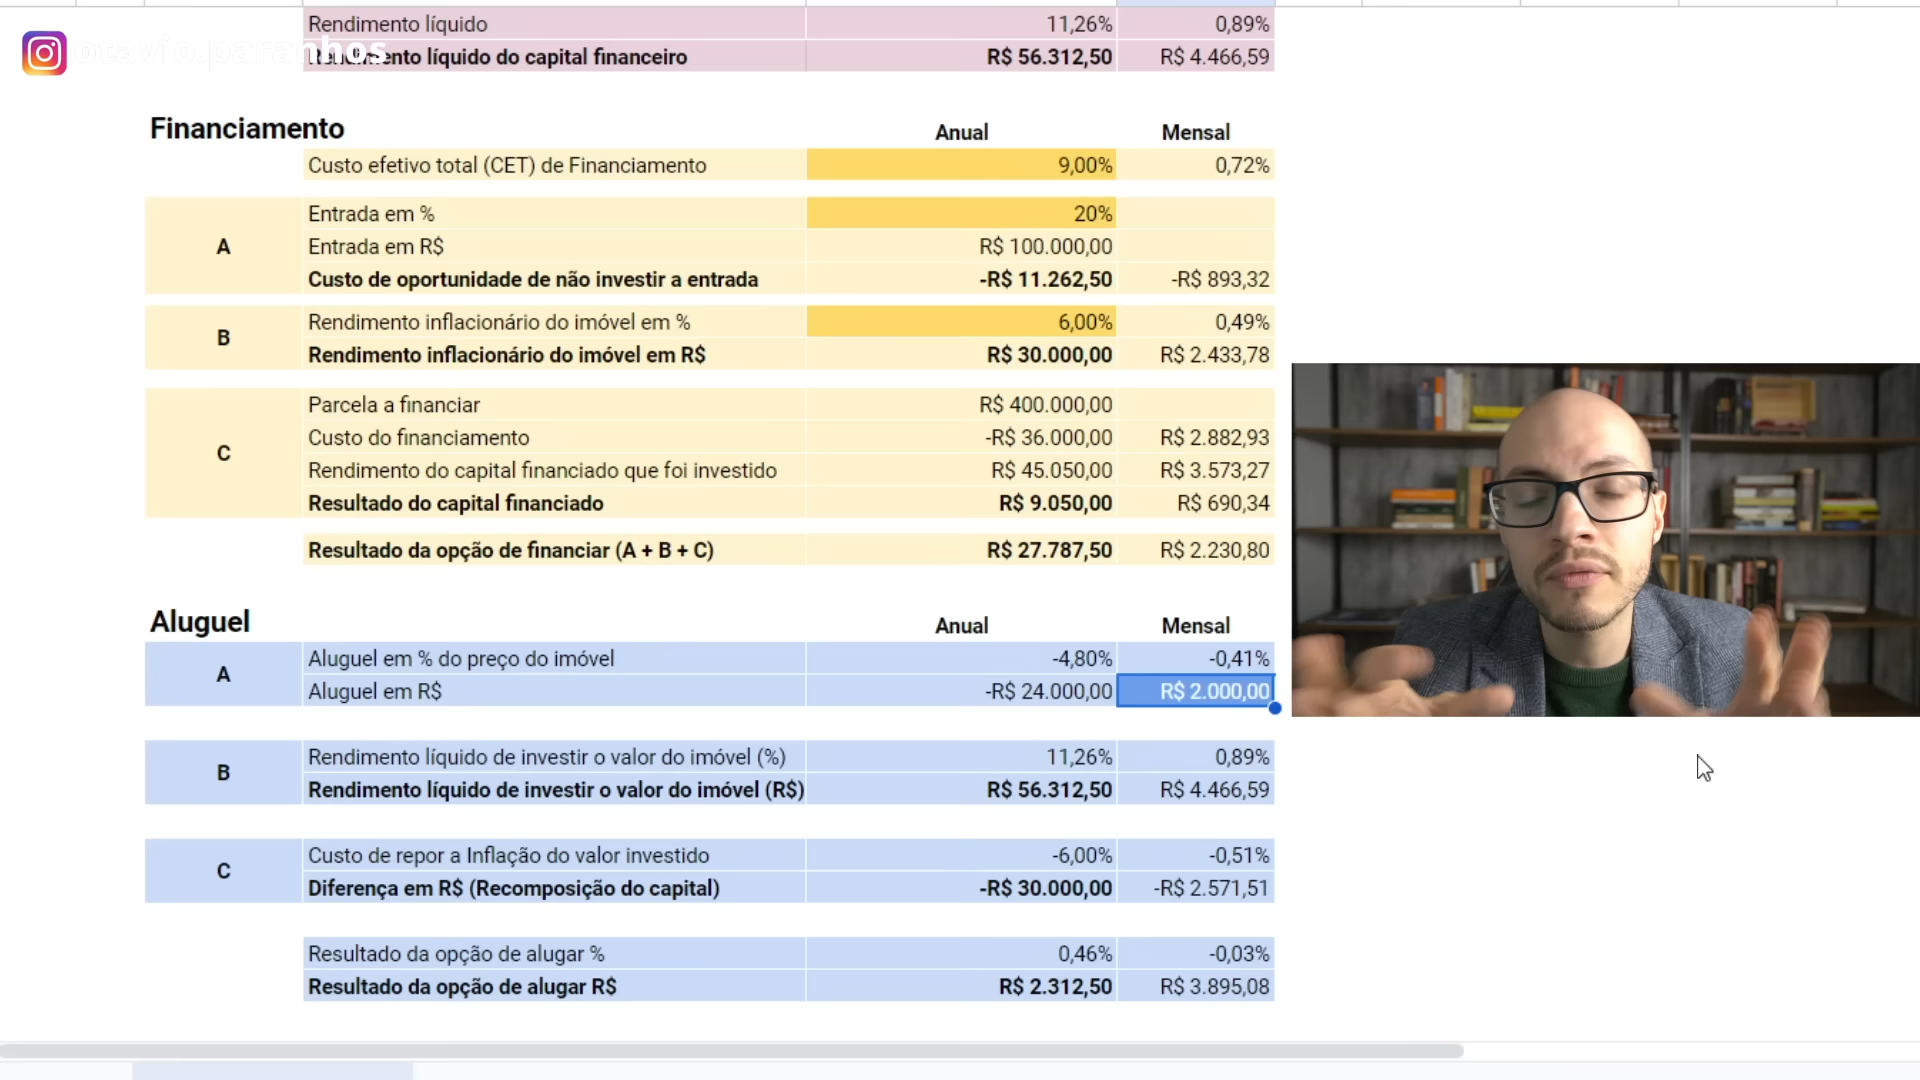 Rendimento líquido 11,26% 0,89%
otavio.paranhos
Rendimento líquido do capital financeiro R$ 56.312,50 R$ 4.466,59
Financiamento Anual Mensal
Custo efetivo total (CET) de Financiamento 9,00% 0,72%
Entrada em % 20%
A Entrada em R$ R$ 100.000,00
Custo de oportunidade de não investir a entrada -R$ 11.262,50 -R$ 893,32
Rendimento inflacionário do imóvel em % 6,00% 0,49%
B
Rendimento inflacionário do imóvel em R$ R$ 30.000,00 R$ 2.433,78
Parcela a financiar R$ 400.000,00
Custo do financiamento -R$ 36.000,00 R$ 2.882,93
C
Rendimento do capital financiado que foi investido R$ 45.050,00 R$ 3.573,27
Resultado do capital financiado R$ 9.050,00 R$ 690,34
Resultado da opção de financiar (A + B + C) R$ 27.787,50 R$ 2.230,80
Aluguel Anual Mensal
Aluguel em % do preço do imóvel -4,80% -0,41%
A
Aluguel em R$ -R$ 24.000,00 R$ 2.000,00
Rendimento líquido de investir o valor do imóvel (%) 11,26% 0,89%
B
Rendimento líquido de investir o valor do imóvel (R$) R$ 56.312,50 R$ 4.466,59
Custo de repor a Inflação do valor investido -6,00% -0,51%
C
Diferença em R$ (Recomposição do capital) -R$ 30.000,00 -R$ 2.571,51
Resultado da opção de alugar % 0,46% -0,03%
Resultado da opção de alugar R$ R$ 2.312,50 R$ 3.895,08